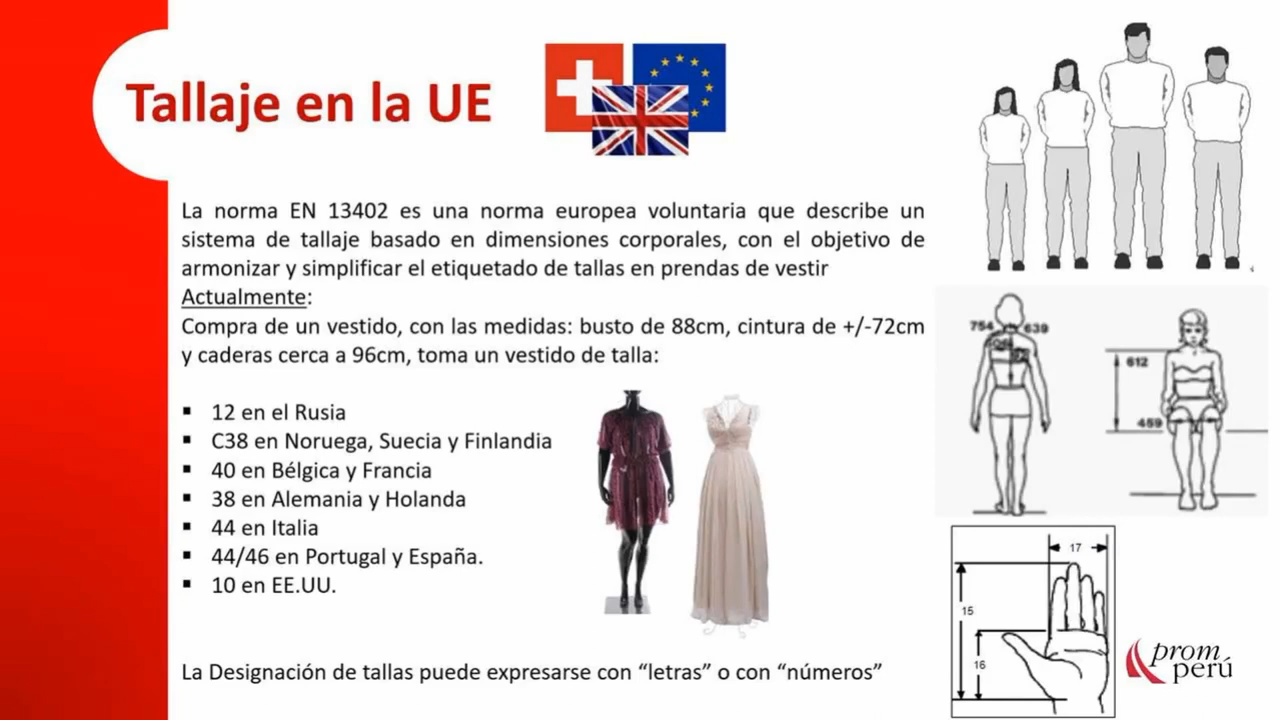 Tallaje en la UE
La norma EN 13402 es una norma europea voluntaria que describe un
sistema de tallaje basado en dimensiones corporales, con el objetivo de
armonizar y simplificar el etiquetado de tallas en prendas de vestir
Actualmente:
Compra de un vestido, con las medidas: busto de 88cm, cintura de +/-72cm
y caderas cerca a 96cm, toma un vestido de talla:
▪ 12 en el Rusia
▪ C38 en Noruega, Suecia y Finlandia
▪ 40 en Bélgica y Francia
▪ 38 en Alemania y Holanda
▪ 44 en Italia
▪ 44/46 en Portugal y España.
▪ 10 en EE.UU.
La Designación de tallas puede expresarse con “letras” o con “números”
754 639
612
459
17
15
16
prom
perú